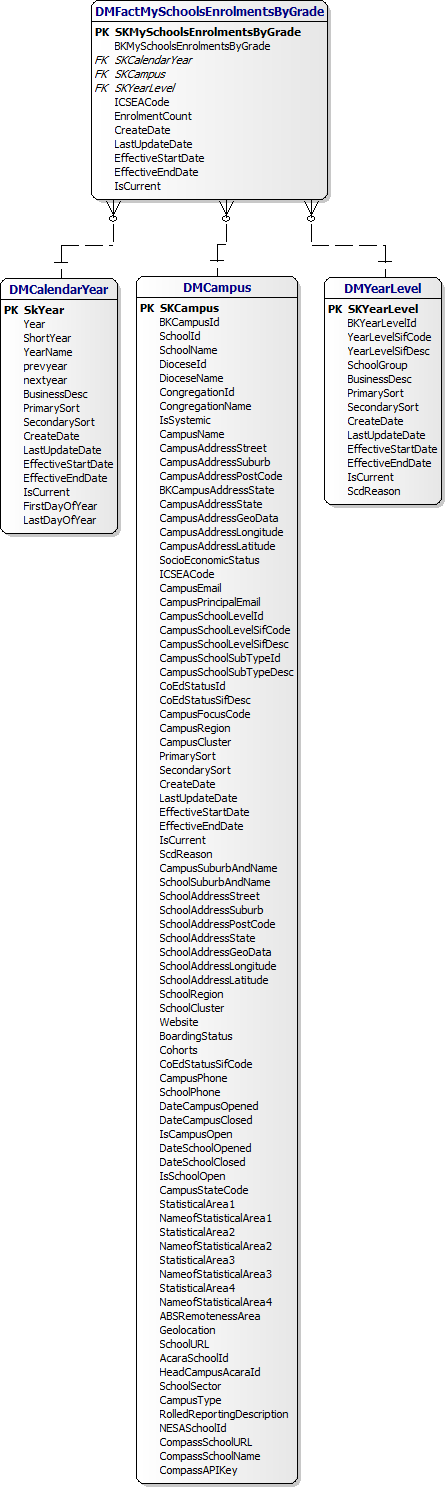 DMFactMySchoolsEnrolmentsByGrade
PK SKMySchoolsEnrolmentsByGrade
BKMySchoolsEnrolmentsByGrade
FK SKCalendarYear
FK SKCampus
FK SKYearLevel
ICSEACode
EnrolmentCount
CreateDate
LastUpdateDate
EffectiveStartDate
EffectiveEndDate
IsCurrent
DMCalendarYear
PK SkYear
Year
ShortYear
YearName
prevyear
nextyear
BusinessDesc
PrimarySort
SecondarySort
CreateDate
LastUpdateDate
EffectiveStartDate
EffectiveEndDate
IsCurrent
FirstDayOfYear
LastDayOfYear
DMCampus
PK SKCampus
BKCampusId
SchoolId
SchoolName
DioceseId
DioceseName
CongregationId
CongregationName
IsSystemic
CampusName
CampusAddressStreet
CampusAddressSuburb
CampusAddressPostCode
BKCampusAddressState
CampusAddressState
CampusAddressGeoData
CampusAddressLongitude
CampusAddressLatitude
SocioEconomicStatus
ICSEACode
CampusEmail
CampusPrincipalEmail
CampusSchoolLevelId
CampusSchoolLevelSifCode
CampusSchoolLevelSifDesc
CampusSchoolSubTypeId
CampusSchoolSubTypeDesc
CoEdStatusId
CoEdStatusSifDesc
CampusFocusCode
CampusRegion
CampusCluster
PrimarySort
SecondarySort
CreateDate
LastUpdateDate
EffectiveStartDate
EffectiveEndDate
IsCurrent
ScdReason
CampusSuburbAndName
SchoolSuburbAndName
SchoolAddressStreet
SchoolAddressSuburb
SchoolAddressPostCode
SchoolAddressState
SchoolAddressGeoData
SchoolAddressLongitude
SchoolAddressLatitude
SchoolRegion
SchoolCluster
Website
BoardingStatus
Cohorts
CoEdStatusSifCode
CampusPhone
SchoolPhone
DateCampusOpened
DateCampusClosed
IsCampusOpen
DateSchoolOpened
DateSchoolClosed
IsSchoolOpen
CampusStateCode
StatisticalArea1
NameofStatisticalArea1
StatisticalArea2
NameofStatisticalArea2
StatisticalArea3
NameofStatisticalArea3
StatisticalArea4
NameofStatisticalArea4
ABSRemotenessArea
Geolocation
SchoolURL
AcaraSchoolId
HeadCampusAcaraId
SchoolSector
CampusType
RolledReportingDescription
NESASchoolId
CompassSchoolURL
CompassSchoolName
CompassAPIKey
DMYearLevel
PK SKYearLevel
BKYearLevelId
YearLevelSifCode
YearLevelSifDesc
SchoolGroup
BusinessDesc
PrimarySort
SecondarySort
CreateDate
LastUpdateDate
EffectiveStartDate
EffectiveEndDate
IsCurrent
ScdReason